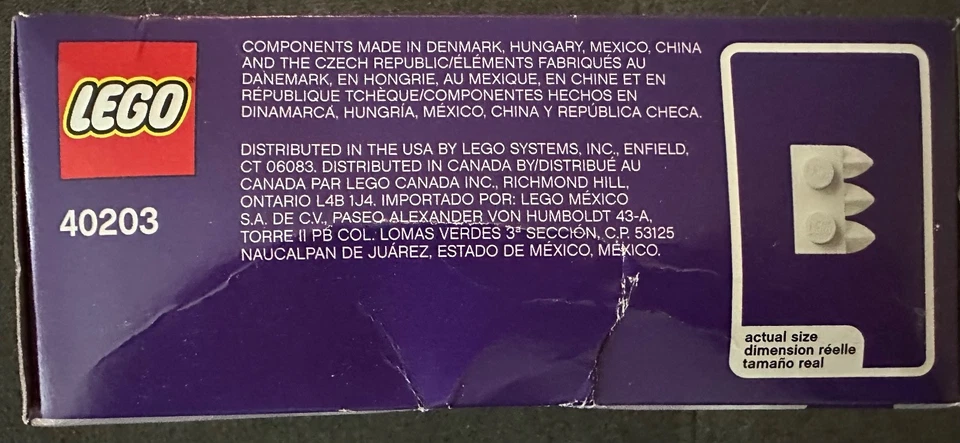 LEGO
40203
COMPONENTS MADE IN DENMARK, HUNGARY, MEXICO, CHINA
AND THE CZECH REPUBLIC/ÉLÉMENTS FABRIQUÉS AU
DANEMARK, EN HONGRIE, AU MEXIQUE, EN CHINE ET EN
RÉPUBLIQUE TCHÈQUE/COMPONENTES HECHOS EN
DINAMARCA, HUNGRÍA, MÉXICO, CHINA Y REPÚBLICA CHECA.
DISTRIBUTED IN THE USA BY LEGO SYSTEMS, INC., ENFIELD,
CT 06083. DISTRIBUTED IN CANADA BY/DISTRIBUÉ AU
CANADA PAR LEGO CANADA INC., RICHMOND HILL,
ONTARIO L4B 1J4. IMPORTADO POR: LEGO MÉXICO
S.A. DE C.V., PASEO ALEXANDER VON HUMBOLDT 43-A,
TORRE II PB COL. LOMAS VERDES 3ª SECCIÓN, C.P. 53125
NAUCALPAN DE JUÁREZ, ESTADO DE MÉXICO, MÉXICO.
actual size
dimension réelle
tamaño real